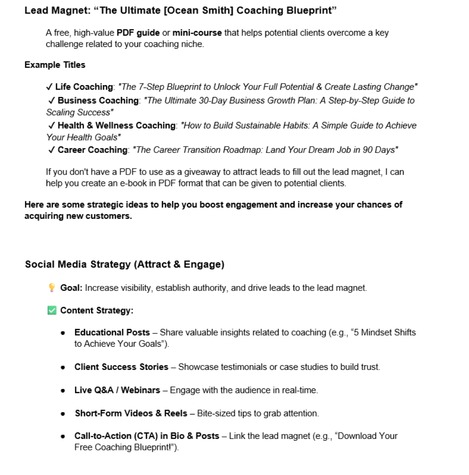 Lead Magnet: “The Ultimate [Ocean Smith] Coaching Blueprint”
A free, high-value PDF guide or mini-course that helps potential clients overcome a key
challenge related to your coaching niche.
Example Titles
✓ Life Coaching: "The 7-Step Blueprint to Unlock Your Full Potential & Create Lasting Change"
✓ Business Coaching: "The Ultimate 30-Day Business Growth Plan: A Step-by-Step Guide to
Scaling Success"
✓ Health & Wellness Coaching: "How to Build Sustainable Habits: A Simple Guide to Achieve
Your Health Goals"
✓ Career Coaching: "The Career Transition Roadmap: Land Your Dream Job in 90 Days"
If you don't have a PDF to use as a giveaway to attract leads to fill out the lead magnet, I can
help you create an e-book in PDF format that can be given to potential clients.
Here are some strategic ideas to help you boost engagement and increase your chances of
acquiring new customers.
Social Media Strategy (Attract & Engage)
💡 Goal: Increase visibility, establish authority, and drive leads to the lead magnet.
✅ Content Strategy:
● Educational Posts – Share valuable insights related to coaching (e.g., “5 Mindset Shifts
to Achieve Your Goals”).
● Client Success Stories – Showcase testimonials or case studies to build trust.
● Live Q&A / Webinars – Engage with the audience in real-time.
● Short-Form Videos & Reels – Bite-sized tips to grab attention.
● Call-to-Action (CTA) in Bio & Posts – Link the lead magnet (e.g., “Download Your
Free Coaching Blueprint!”).